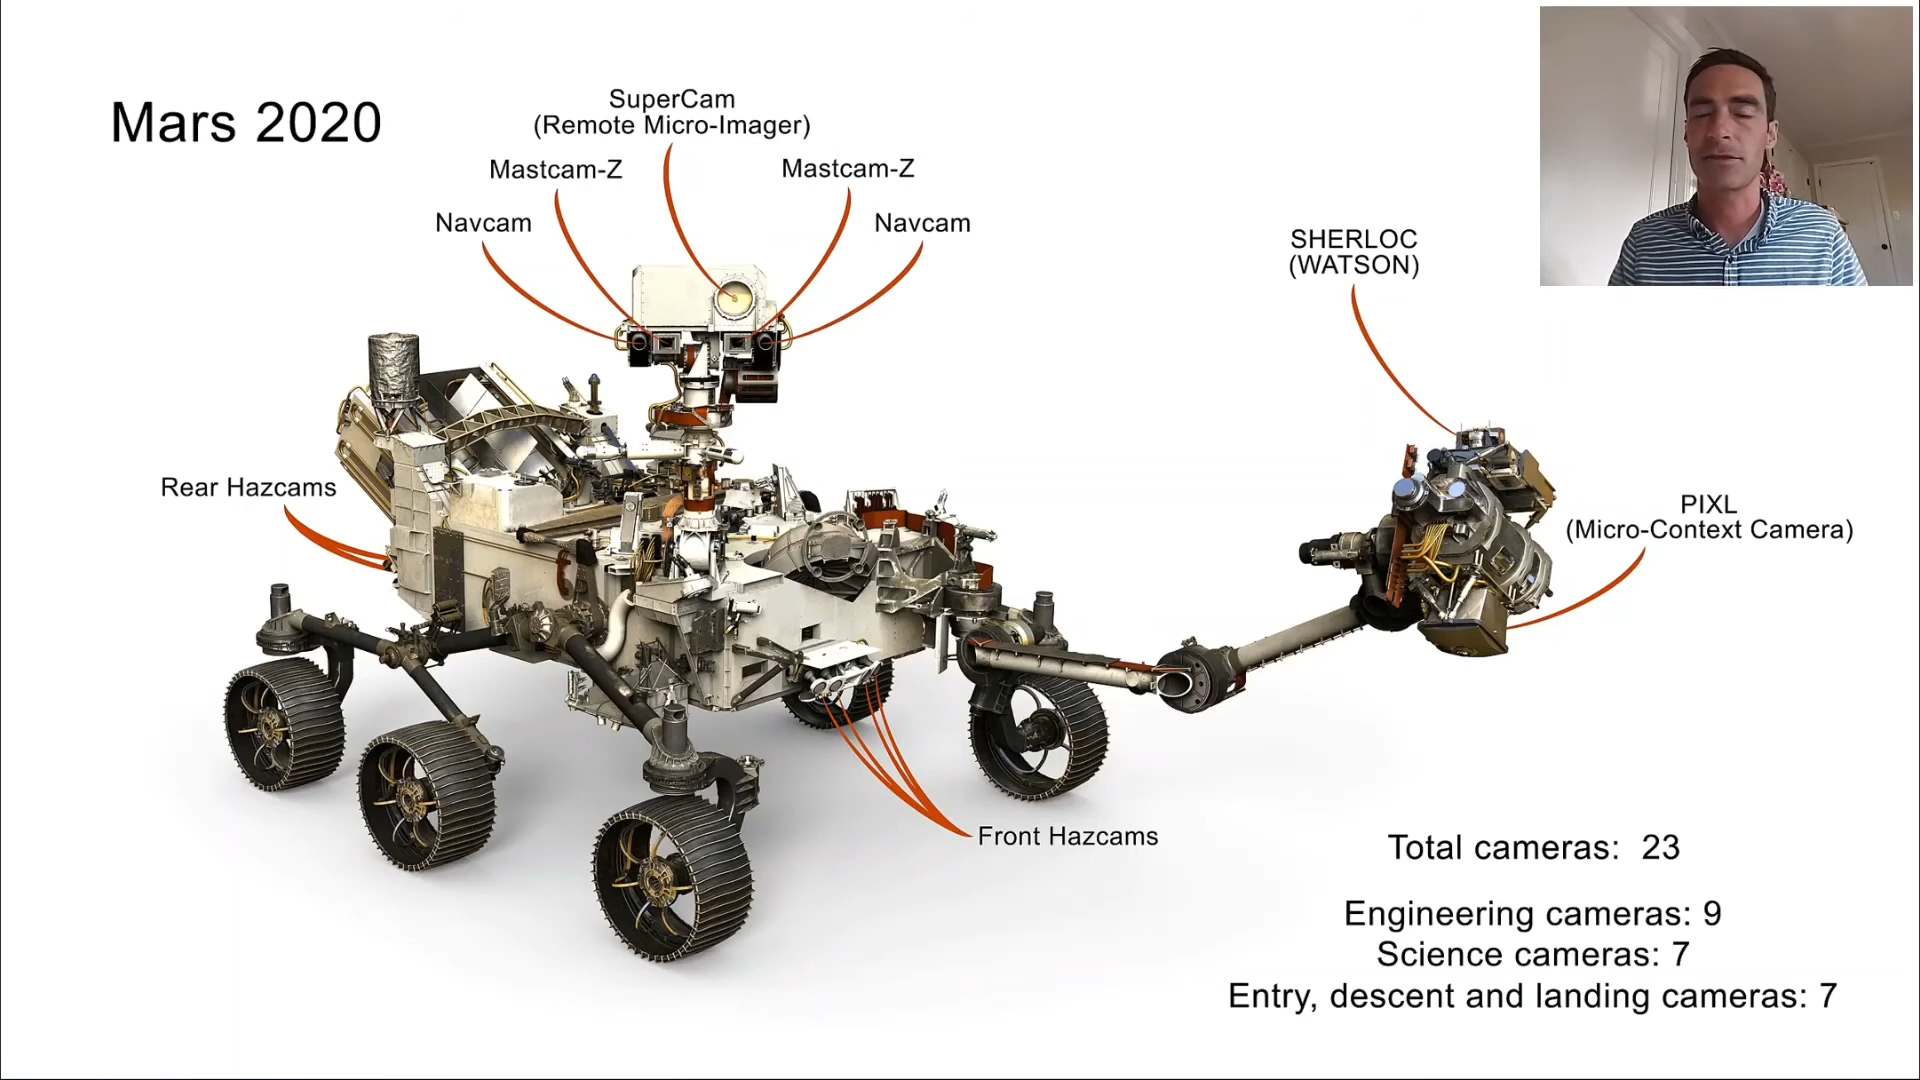 Mars 2020
SuperCam
(Remote Micro-Imager)
Mastcam-Z
Mastcam-Z
Navcam
Navcam
SHERLOC
(WATSON)
Rear Hazcams
PIXL
(Micro-Context Camera)
Front Hazcams
Total cameras: 23
Engineering cameras: 9
Science cameras: 7
Entry, descent and landing cameras: 7